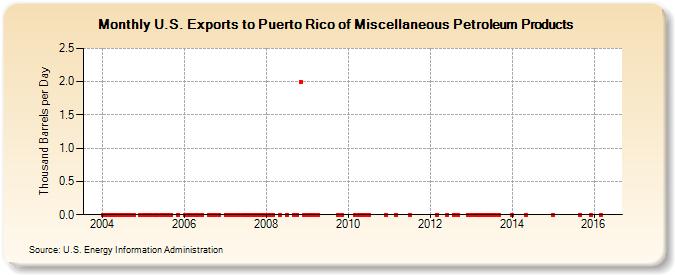 Monthly U.S. Exports to Puerto Rico of Miscellaneous Petroleum Products
Thousand Barrels per Day
2.5
2.0
1.5
1.0
0.5
0.0
2004 2006 2008 2010 2012 2014 2016
Source: U.S. Energy Information Administration